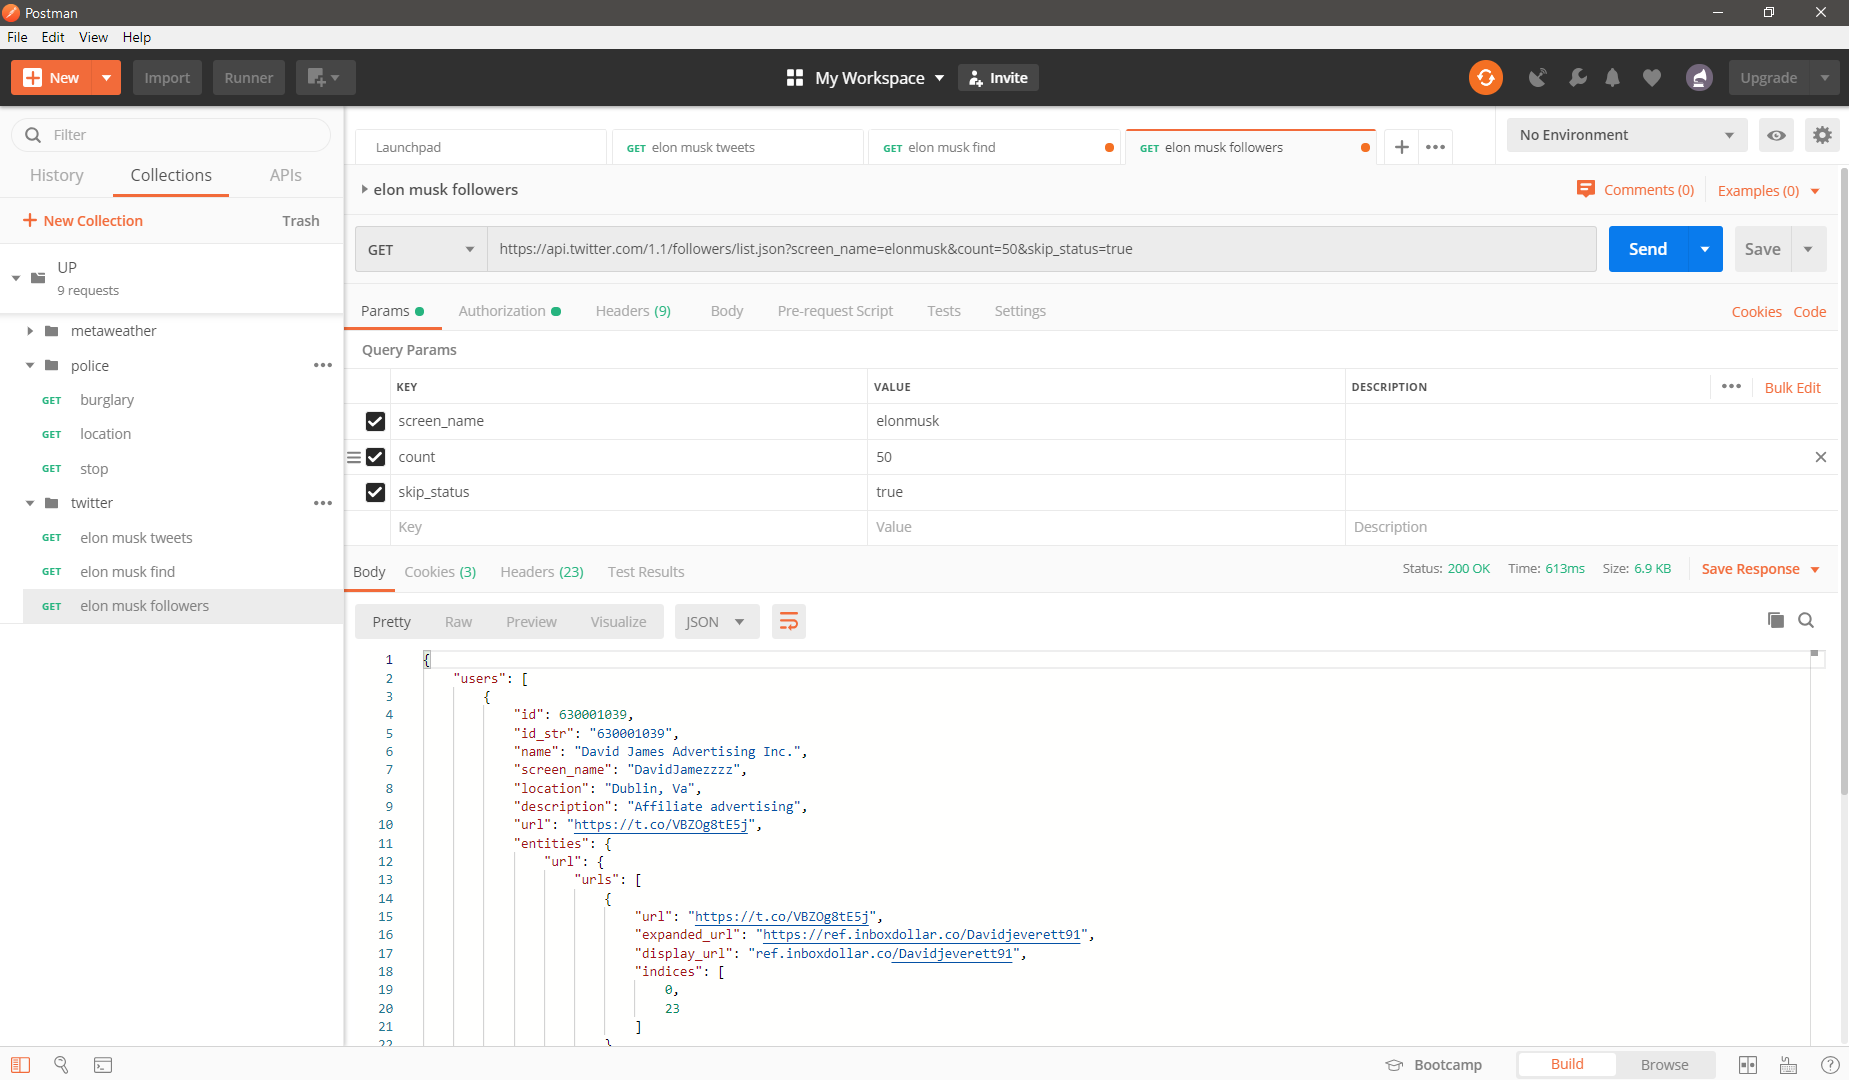 Postman
File Edit View Help
New Import Runner My Workspace Invite Upgrade
Filter
History Collections APIs
New Collection Trash
UP
9 requests
metaweather
police
GET burglary
GET location
GET stop
twitter
GET elon musk tweets
GET elon musk find
GET elon musk followers
Launchpad GET elon musk tweets GET elon musk find GET elon musk followers No Environment
elon musk followers Comments (0) Examples (0)
GET https://api.twitter.com/1.1/followers/list.json?screen_name=elonmusk&count=50&skip_status=true Send Save
Params Authorization Headers (9) Body Pre-request Script Tests Settings Cookies Code
Query Params
KEY VALUE DESCRIPTION Bulk Edit
screen_name elonmusk
count 50
skip_status true
Key Value Description
Body Cookies (3) Headers (23) Test Results Status: 200 OK Time: 613ms Size: 6.9 KB Save Response
Pretty Raw Preview Visualize JSON
1 {
2 "users": [
3 {
4 "id": 630001039,
5 "id_str": "630001039",
6 "name": "David James Advertising Inc.",
7 "screen_name": "DavidJamezzzz",
8 "location": "Dublin, Va",
9 "description": "Affiliate advertising",
10 "url": "https://t.co/VBZOg8tE5j",
11 "entities": {
12 "url": {
13 "urls": [
14 {
15 "url": "https://t.co/VBZOg8tE5j",
16 "expanded_url": "https://ref.inboxdollar.co/Davidjeverett91",
17 "display_url": "ref.inboxdollar.co/Davidjeverett91",
18 "indices": [
19 0,
20 23
21 ]
22 }
Bootcamp Build Browse